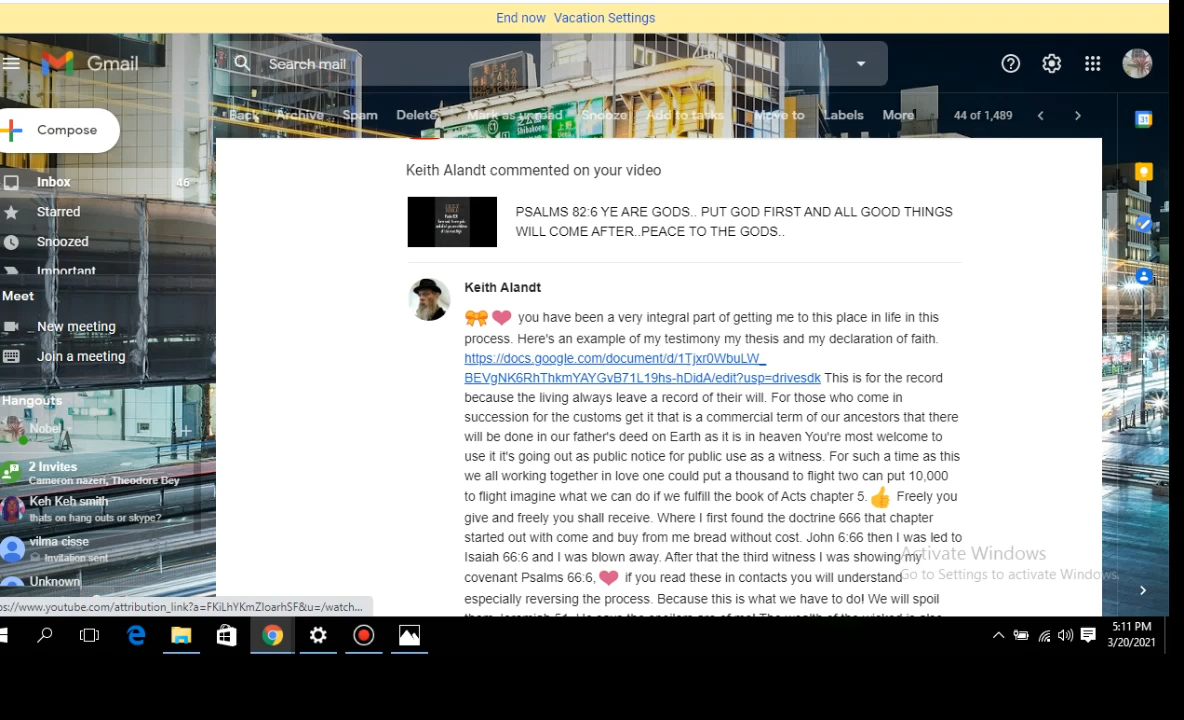 End now Vacation Settings
Gmail
Search mail
Compose
Back Archive Spam Delete Mark as unread Snooze Add to tasks Move to Labels More 44 of 1,489
Inbox 46
Starred
Snoozed
Important
Meet
New meeting
Join a meeting
Hangouts
Nobel
2 Invites
Cameron nazeri, Theodore Bey
Keh Keh smith
thats on hang outs or skype?
vilma cisse
Invitation sent
Unknown
Keith Alandt commented on your video
PSALMS 82:6 YE ARE GODS.. PUT GOD FIRST AND ALL GOOD THINGS
WILL COME AFTER..PEACE TO THE GODS..
Keith Alandt
🎀❤️ you have been a very integral part of getting me to this place in life in this
process. Here's an example of my testimony my thesis and my declaration of faith.
https://docs.google.com/document/d/1Tjxr0WbuLW_
BEVgNK6RhThkmYAYGvB71L19hs-hDidA/edit?usp=drivesdk This is for the record
because the living always leave a record of their will. For those who come in
succession for the customs get it that is a commercial term of our ancestors that there
will be done in our father's deed on Earth as it is in heaven You're most welcome to
use it it's going out as public notice for public use as a witness. For such a time as this
we all working together in love one could put a thousand to flight two can put 10,000
to flight imagine what we can do if we fulfill the book of Acts chapter 5. 👍 Freely you
give and freely you shall receive. Where I first found the doctrine 666 that chapter
started out with come and buy from me bread without cost. John 6:66 then I was led to
Isaiah 66:6 and I was blown away. After that the third witness I was showing my
covenant Psalms 66:6, ❤️ if you read these in contacts you will understand
especially reversing the process. Because this is what we have to do! We will spoil
Activate Windows
Go to Settings to activate Windows.
ps://www.youtube.com/attribution_link?a=FKiLhYKmZIoarhSF&u=/watch...
5:11 PM
3/20/2021